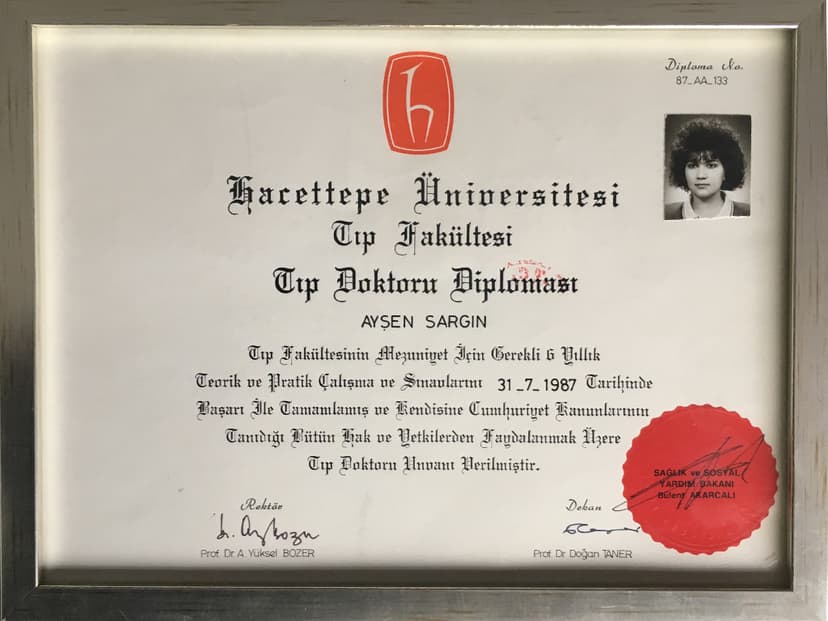 Diploma No.
87_AA_133
Hacettepe Üniversitesi
Tıp Fakültesi
Tıp Doktoru Diploması
AYŞEN SARGIN
Tıp Fakültesinin Mezuniyet İçin Gerekli 6 Yıllık
Teorik ve Pratik Çalışma ve Sınavlarını 31_7_1987 Tarihinde
Başarı İle Tamamlamış ve Kendisine Cumhuriyet Kanunlarının
Tanıdığı Bütün Hak ve Yetkilerden Faydalanmak Üzere
Tıp Doktoru Unvanı Verilmiştir.
SAĞLIK ve SOSYAL
YARDIM BAKANI
Bülent AKARCALI
Rektör
Prof. Dr A. Yüksel BOZER
Dekan
Prof. Dr Doğan TANER